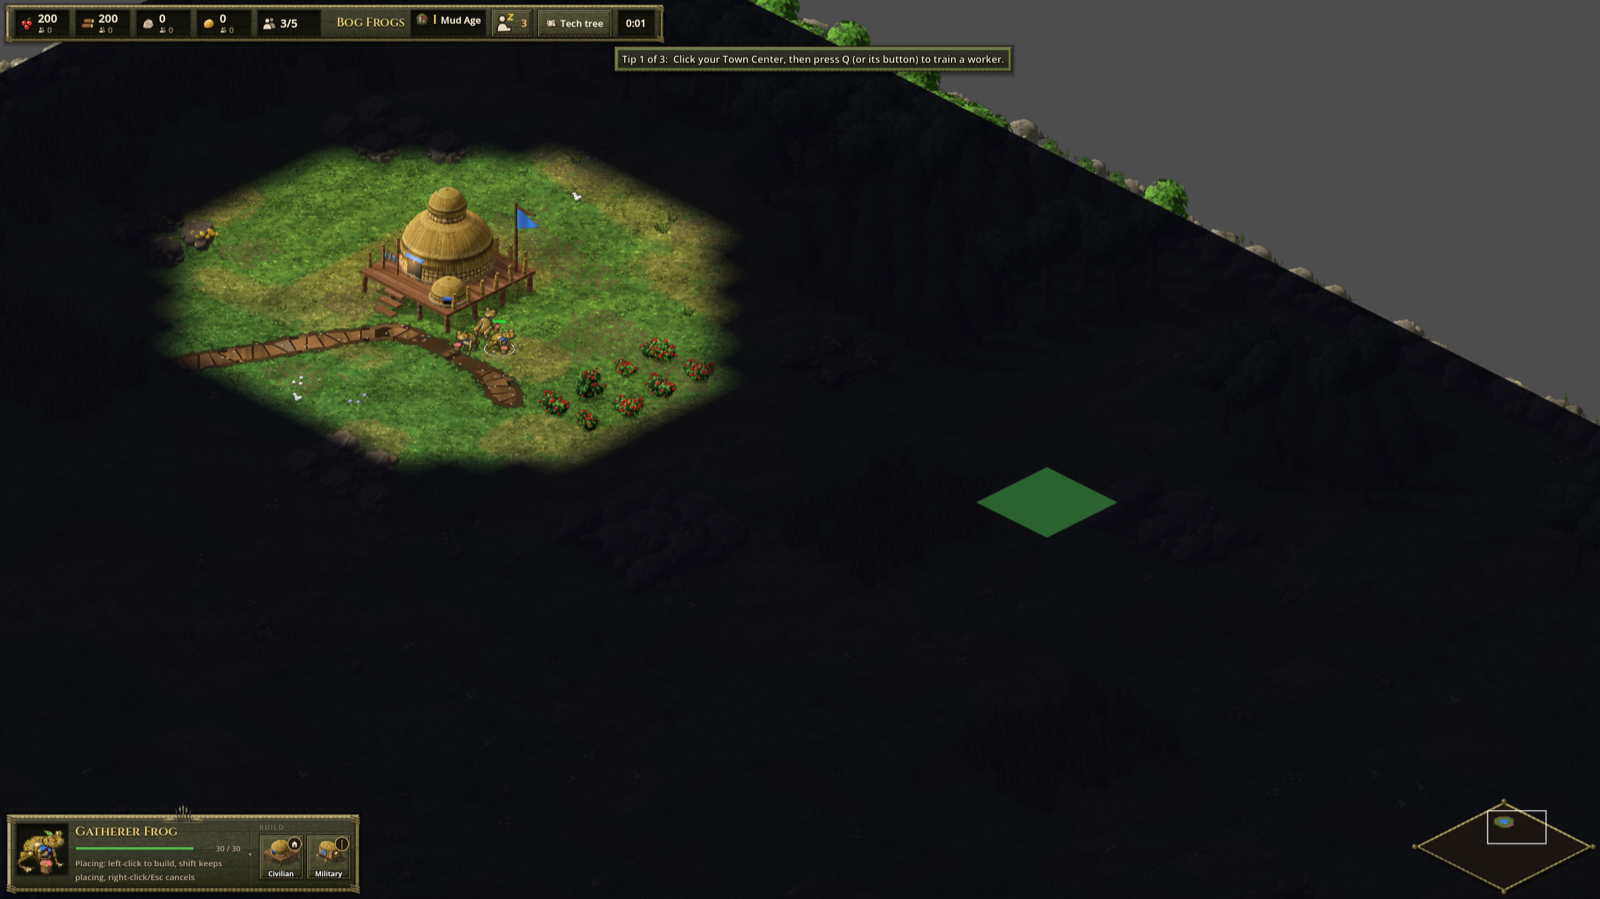 200 0
200 0
0 0
0 0
3/5
Bog Frogs
I Mud Age
Z 3
Tech tree
0:01
Tip 1 of 3: Click your Town Center, then press Q (or its button) to train a worker.
Gatherer Frog
30 / 30
Placing: left-click to build, shift keeps
placing, right-click/Esc cancels
BUILD
Civilian
Military